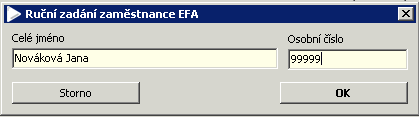 Ruční zadání zaměstnance EFA
Celé jméno Osobní číslo
Nováková Jana 99999
Storno OK